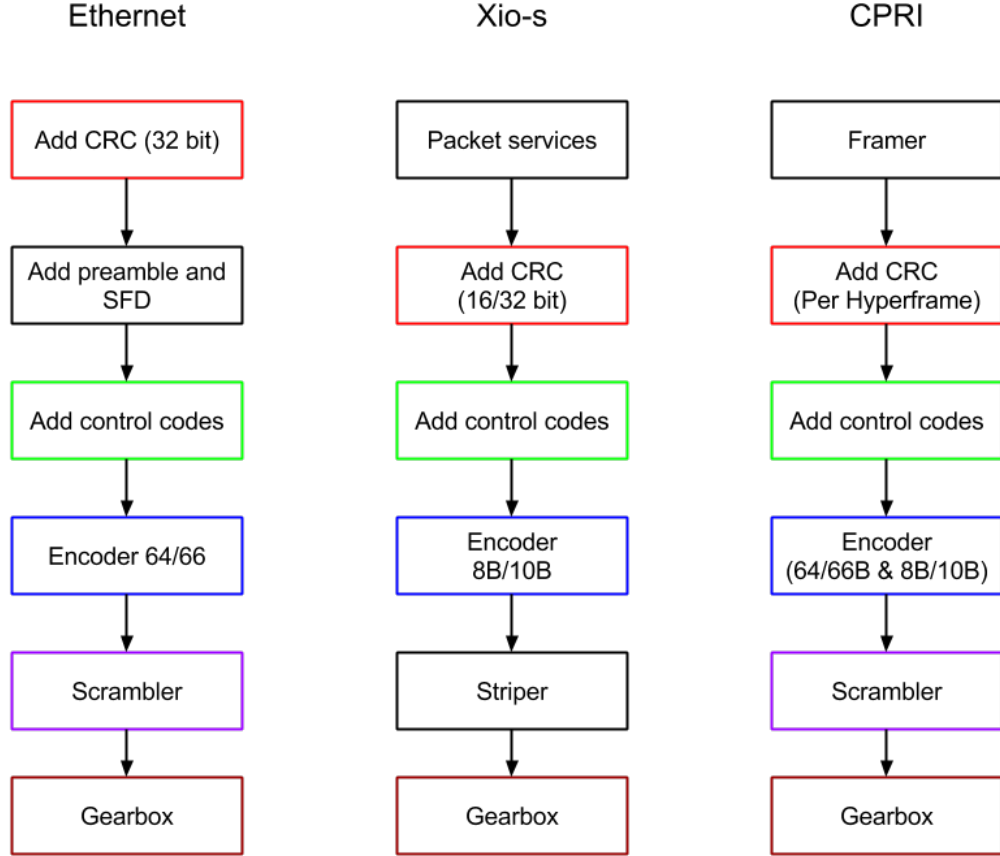 Ethernet
Xio-s
CPRI
Add CRC (32 bit)
Packet services
Framer
Add preamble and
SFD
Add CRC
(16/32 bit)
Add CRC
(Per Hyperframe)
Add control codes
Add control codes
Add control codes
Encoder 64/66
Encoder
8B/10B
Encoder
(64/66B & 8B/10B)
Scrambler
Striper
Scrambler
Gearbox
Gearbox
Gearbox